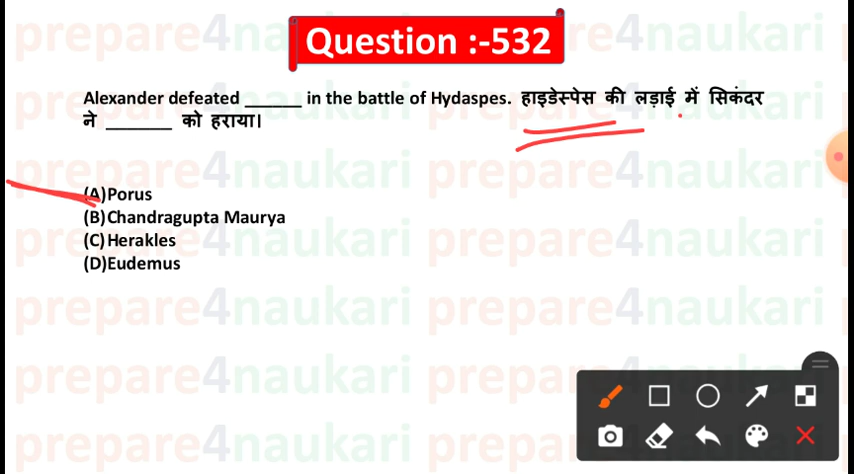 Question :-532
Alexander defeated ______ in the battle of Hydaspes. हाइडेस्पेस की लड़ाई में सिकंदर
ने _______ को हराया।
(A)Porus
(B)Chandragupta Maurya
(C)Herakles
(D)Eudemus
prepare4naukari